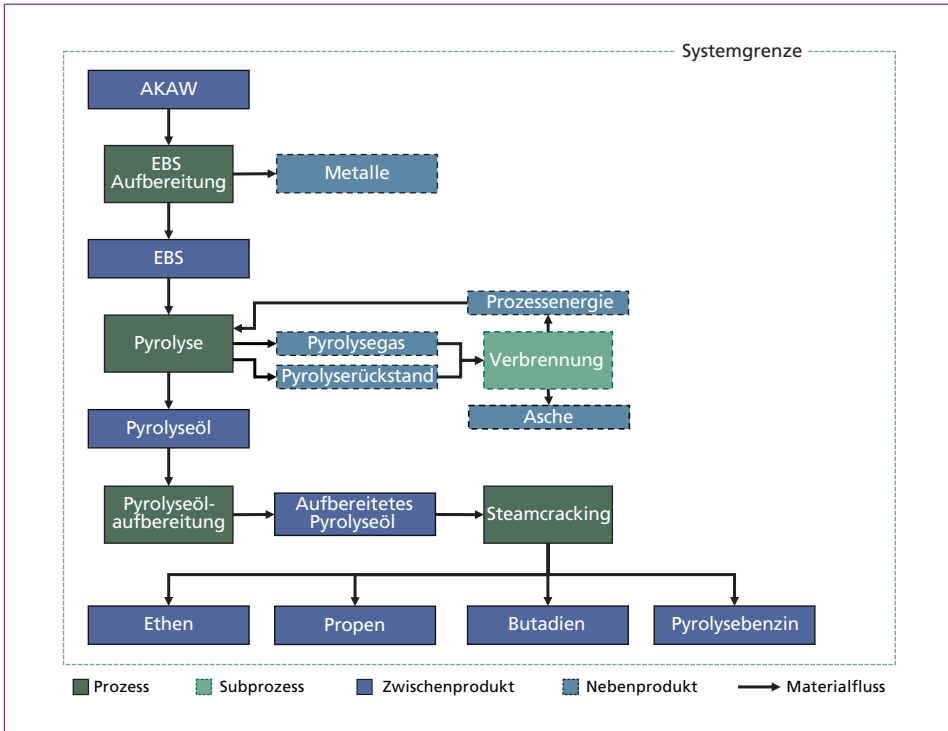 Systemgrenze
AKAW
EBS
Aufbereitung
Metalle
EBS
Prozessenergie
Pyrolyse
Pyrolysegas
Verbrennung
Pyrolyserückstand
Asche
Pyrolyseöl
Pyrolyseöl-
aufbereitung
Aufbereitetes
Pyrolyseöl
Steamcracking
Ethen
Propen
Butadien
Pyrolysebenzin
Prozess
Subprozess
Zwischenprodukt
Nebenprodukt
Materialfluss